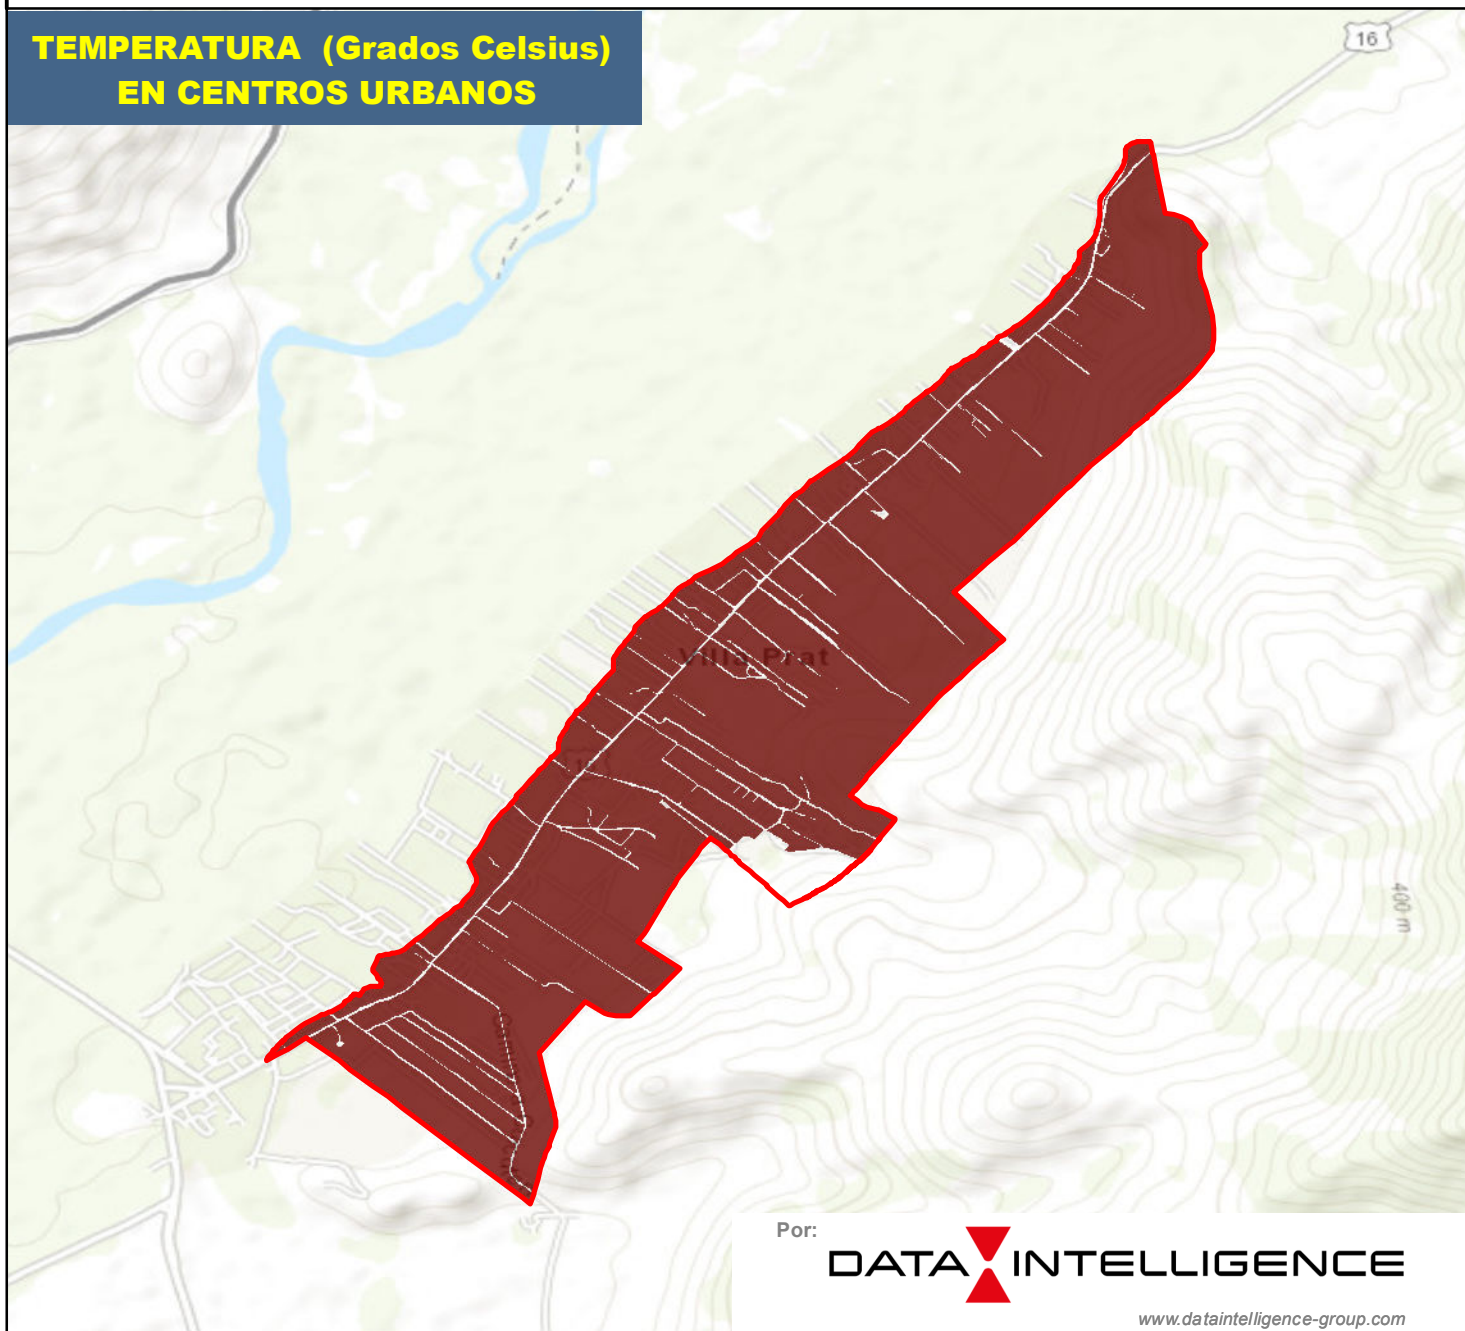 TEMPERATURA (Grados Celsius)
EN CENTROS URBANOS
16
Villa Prat
400 m
Por:
DATA INTELLIGENCE
www.dataintelligence-group.com